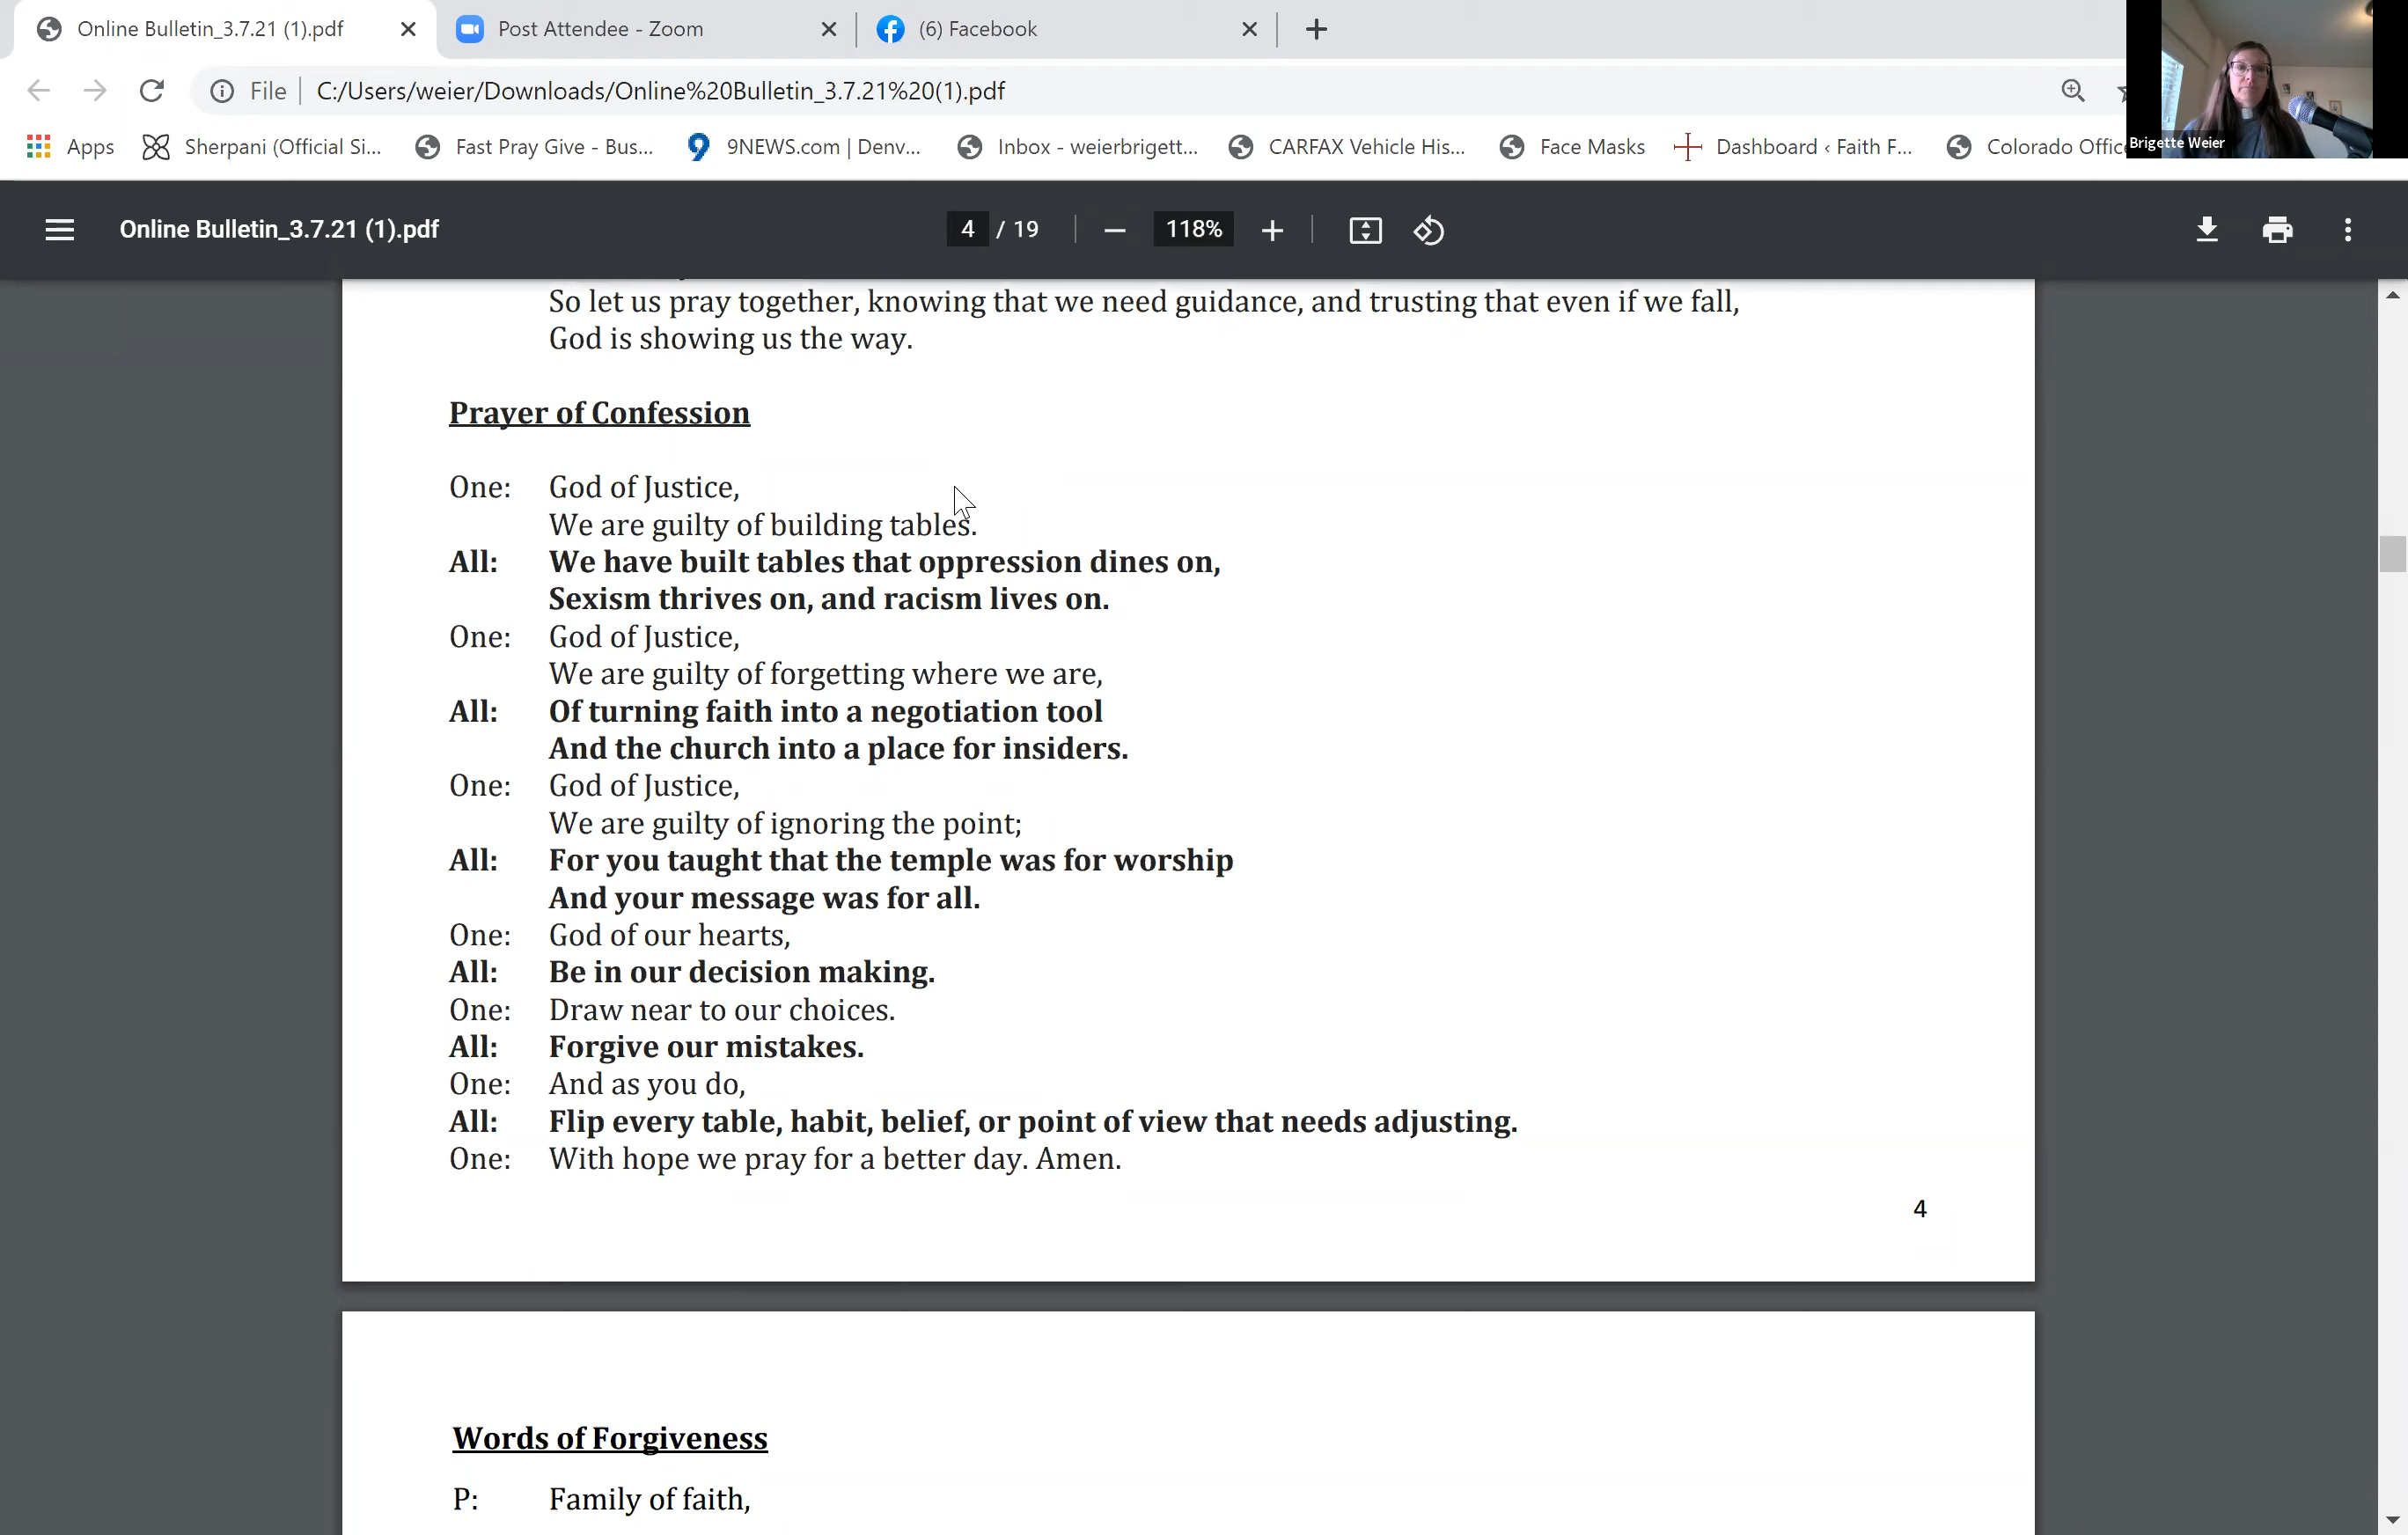 Online Bulletin_3.7.21 (1).pdf
Post Attendee - Zoom
(6) Facebook
File
C:/Users/weier/Downloads/Online%20Bulletin_3.7.21%20(1).pdf
Apps
Sherpani (Official Si...
Fast Pray Give - Bus...
9NEWS.com | Denv...
Inbox - weierbrigett...
CARFAX Vehicle His...
Face Masks
Dashboard ‹ Faith F...
Colorado Offic
Brigette Weier
Online Bulletin_3.7.21 (1).pdf
4 / 19
118%
So let us pray together, knowing that we need guidance, and trusting that even if we fall,
God is showing us the way.
Prayer of Confession
One: God of Justice,
We are guilty of building tables.
All: We have built tables that oppression dines on,
Sexism thrives on, and racism lives on.
One: God of Justice,
We are guilty of forgetting where we are,
All: Of turning faith into a negotiation tool
And the church into a place for insiders.
One: God of Justice,
We are guilty of ignoring the point;
All: For you taught that the temple was for worship
And your message was for all.
One: God of our hearts,
All: Be in our decision making.
One: Draw near to our choices.
All: Forgive our mistakes.
One: And as you do,
All: Flip every table, habit, belief, or point of view that needs adjusting.
One: With hope we pray for a better day. Amen.
4
Words of Forgiveness
P: Family of faith,